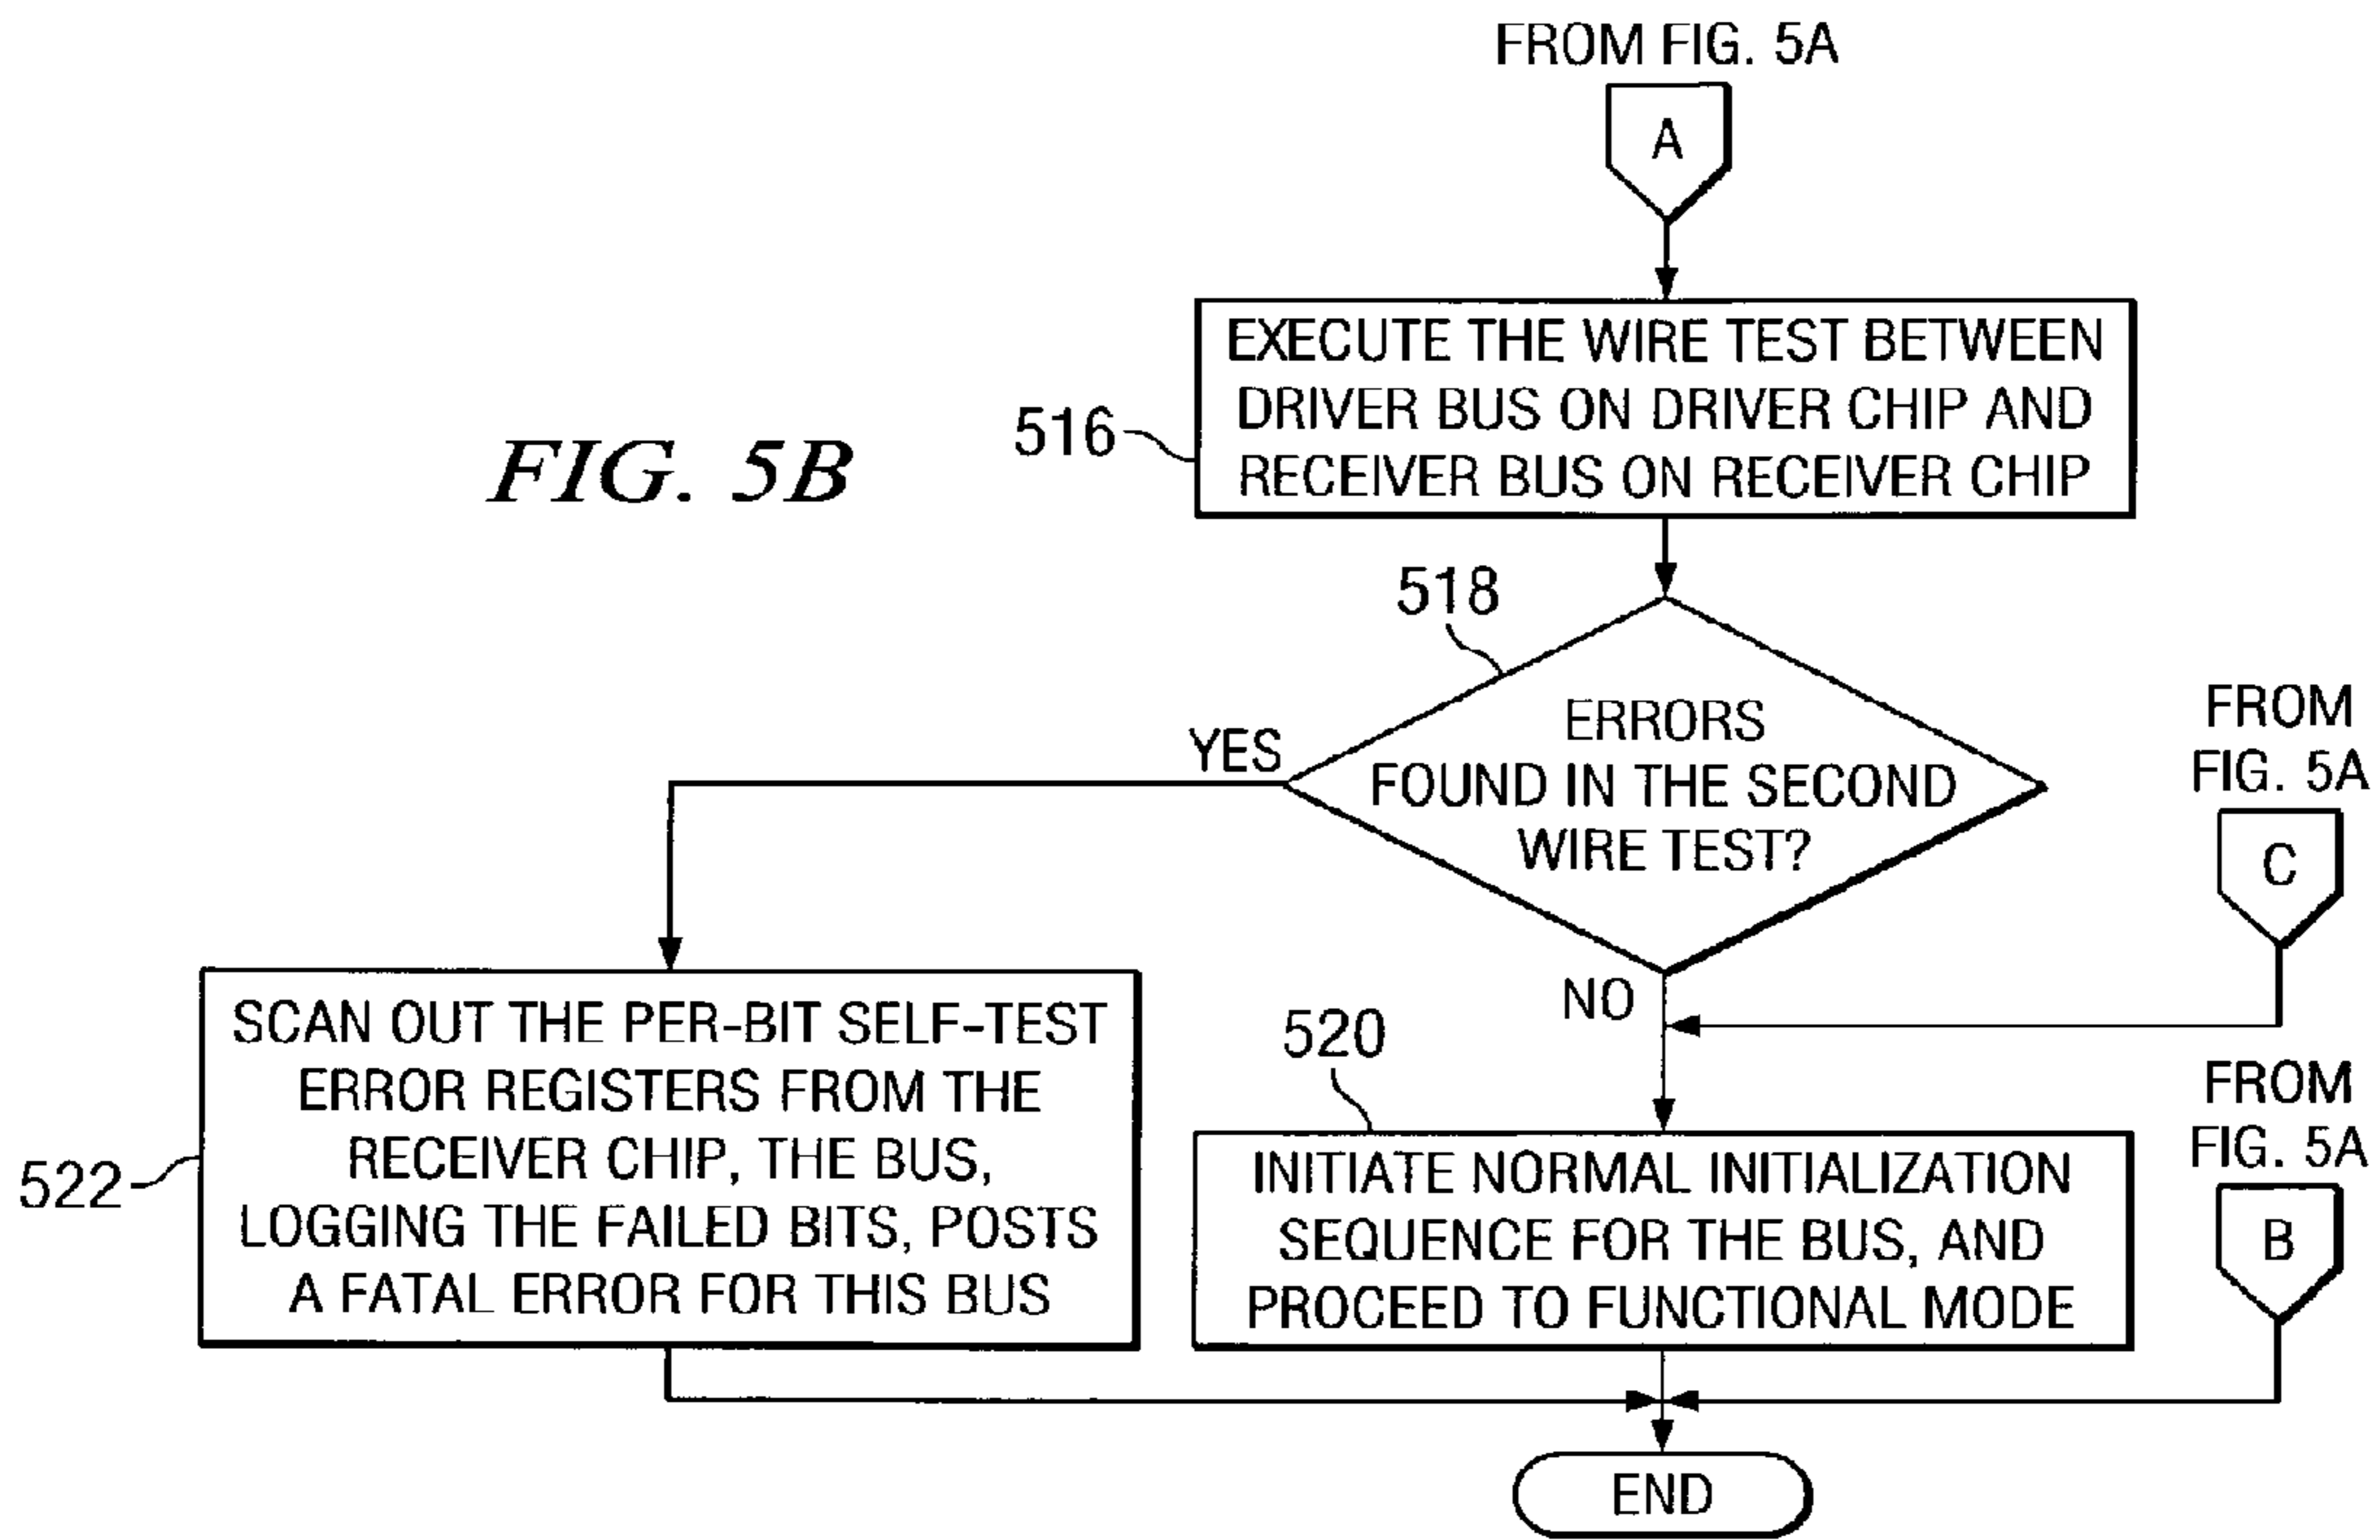 FROM FIG. 5A
A
EXECUTE THE WIRE TEST BETWEEN
DRIVER BUS ON DRIVER CHIP AND
RECEIVER BUS ON RECEIVER CHIP
516
FIG. 5B
518
ERRORS
FOUND IN THE SECOND
WIRE TEST?
YES
NO
FROM
FIG. 5A
C
SCAN OUT THE PER-BIT SELF-TEST
ERROR REGISTERS FROM THE
RECEIVER CHIP, THE BUS,
LOGGING THE FAILED BITS, POSTS
A FATAL ERROR FOR THIS BUS
522
520
INITIATE NORMAL INITIALIZATION
SEQUENCE FOR THE BUS, AND
PROCEED TO FUNCTIONAL MODE
FROM
FIG. 5A
B
END